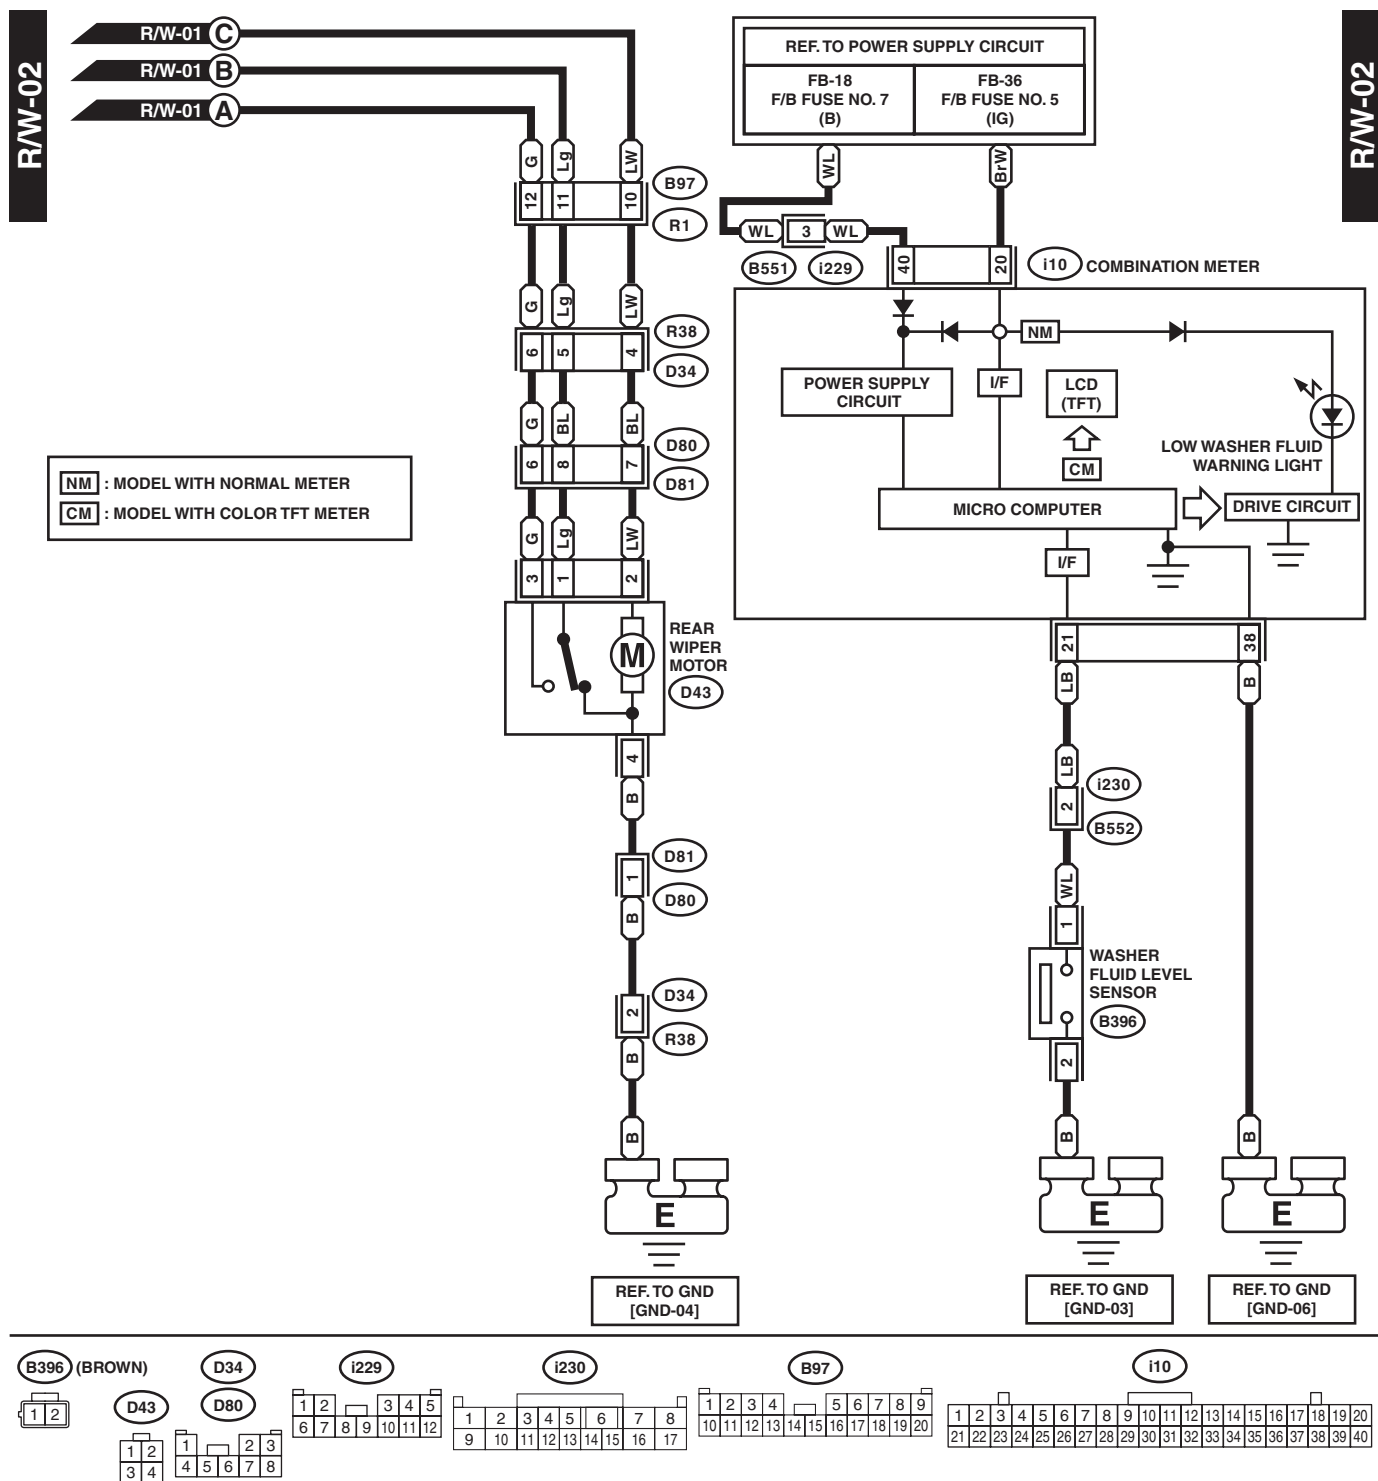 R/W-02
R/W-01 C
R/W-01 B
R/W-01 A
R/W-02
REF. TO POWER SUPPLY CIRCUIT
FB-18
F/B FUSE NO. 7
(B)
FB-36
F/B FUSE NO. 5
(IG)
G Lg LW
12 11 10
B97
R1
WL BrW
WL 3 WL
B551 i229
40 20
i10 COMBINATION METER
G Lg LW
6 5 4
R38
D34
NM
POWER SUPPLY
CIRCUIT
I/F
LCD
(TFT)
CM
LOW WASHER FLUID
WARNING LIGHT
MICRO COMPUTER
DRIVE CIRCUIT
I/F
G BL BL
6 8 7
D80
D81
NM : MODEL WITH NORMAL METER
CM : MODEL WITH COLOR TFT METER
G Lg LW
3 1 2
M
REAR
WIPER
MOTOR
D43
4
B
1
D81
D80
B
2
D34
R38
B
B
E
REF. TO GND
[GND-04]
21 38
LB B
LB
2
i230
B552
WL
1
WASHER
FLUID LEVEL
SENSOR
B396
2
B B
E
REF. TO GND
[GND-03]
E
REF. TO GND
[GND-06]
B396 (BROWN)
1 2
D43
1 2
3 4
D34
D80
1 2 3
4 5 6 7 8
i229
1 2 3 4 5
6 7 8 9 10 11 12
i230
1 2 3 4 5 6 7 8
9 10 11 12 13 14 15 16 17
B97
1 2 3 4 5 6 7 8 9
10 11 12 13 14 15 16 17 18 19 20
i10
1 2 3 4 5 6 7 8 9 10 11 12 13 14 15 16 17 18 19 20
21 22 23 24 25 26 27 28 29 30 31 32 33 34 35 36 37 38 39 40